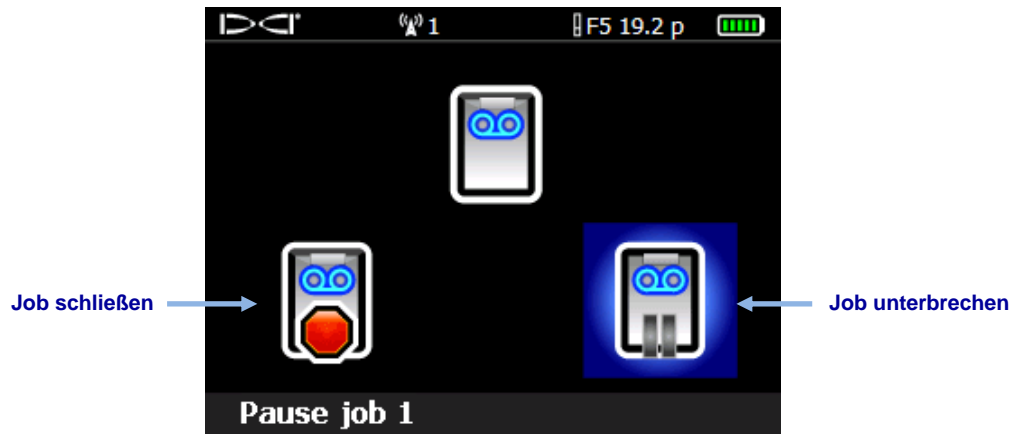 DCI
1
F5 19.2 p
Job schließen
Job unterbrechen
Pause job 1